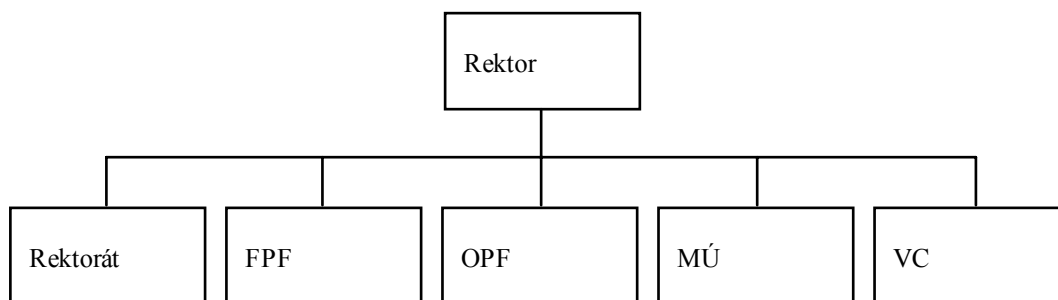 Rektor
Rektorát
FPF
OPF
MÚ
VC